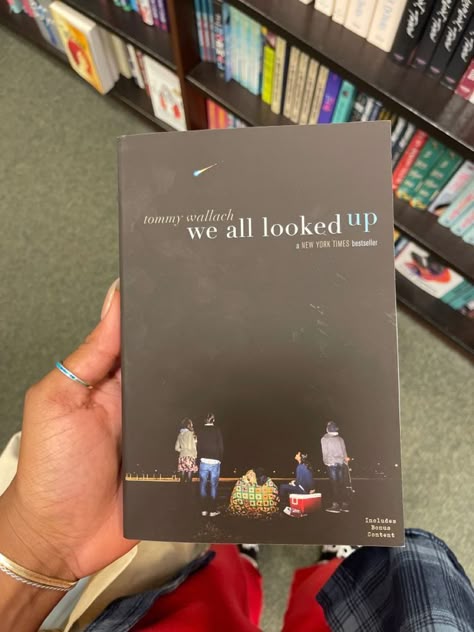 tommy wallach
we all looked up
a NEW YORK TIMES bestseller
Includes
Bonus
Content